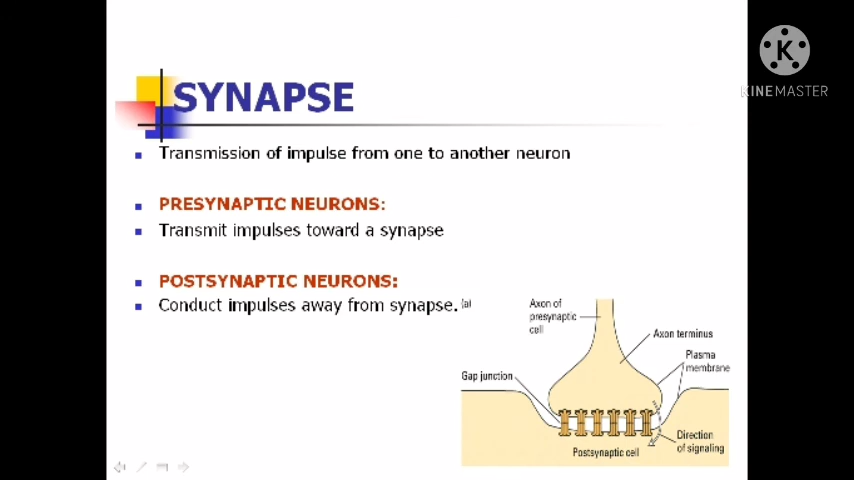 K
KINEMASTER
SYNAPSE
Transmission of impulse from one to another neuron
PRESYNAPTIC NEURONS:
Transmit impulses toward a synapse
POSTSYNAPTIC NEURONS:
Conduct impulses away from synapse.
(a)
Axon of
presynaptic
cell
Axon terminus
Plasma
membrane
Gap junction
Direction
of signaling
Postsynaptic cell